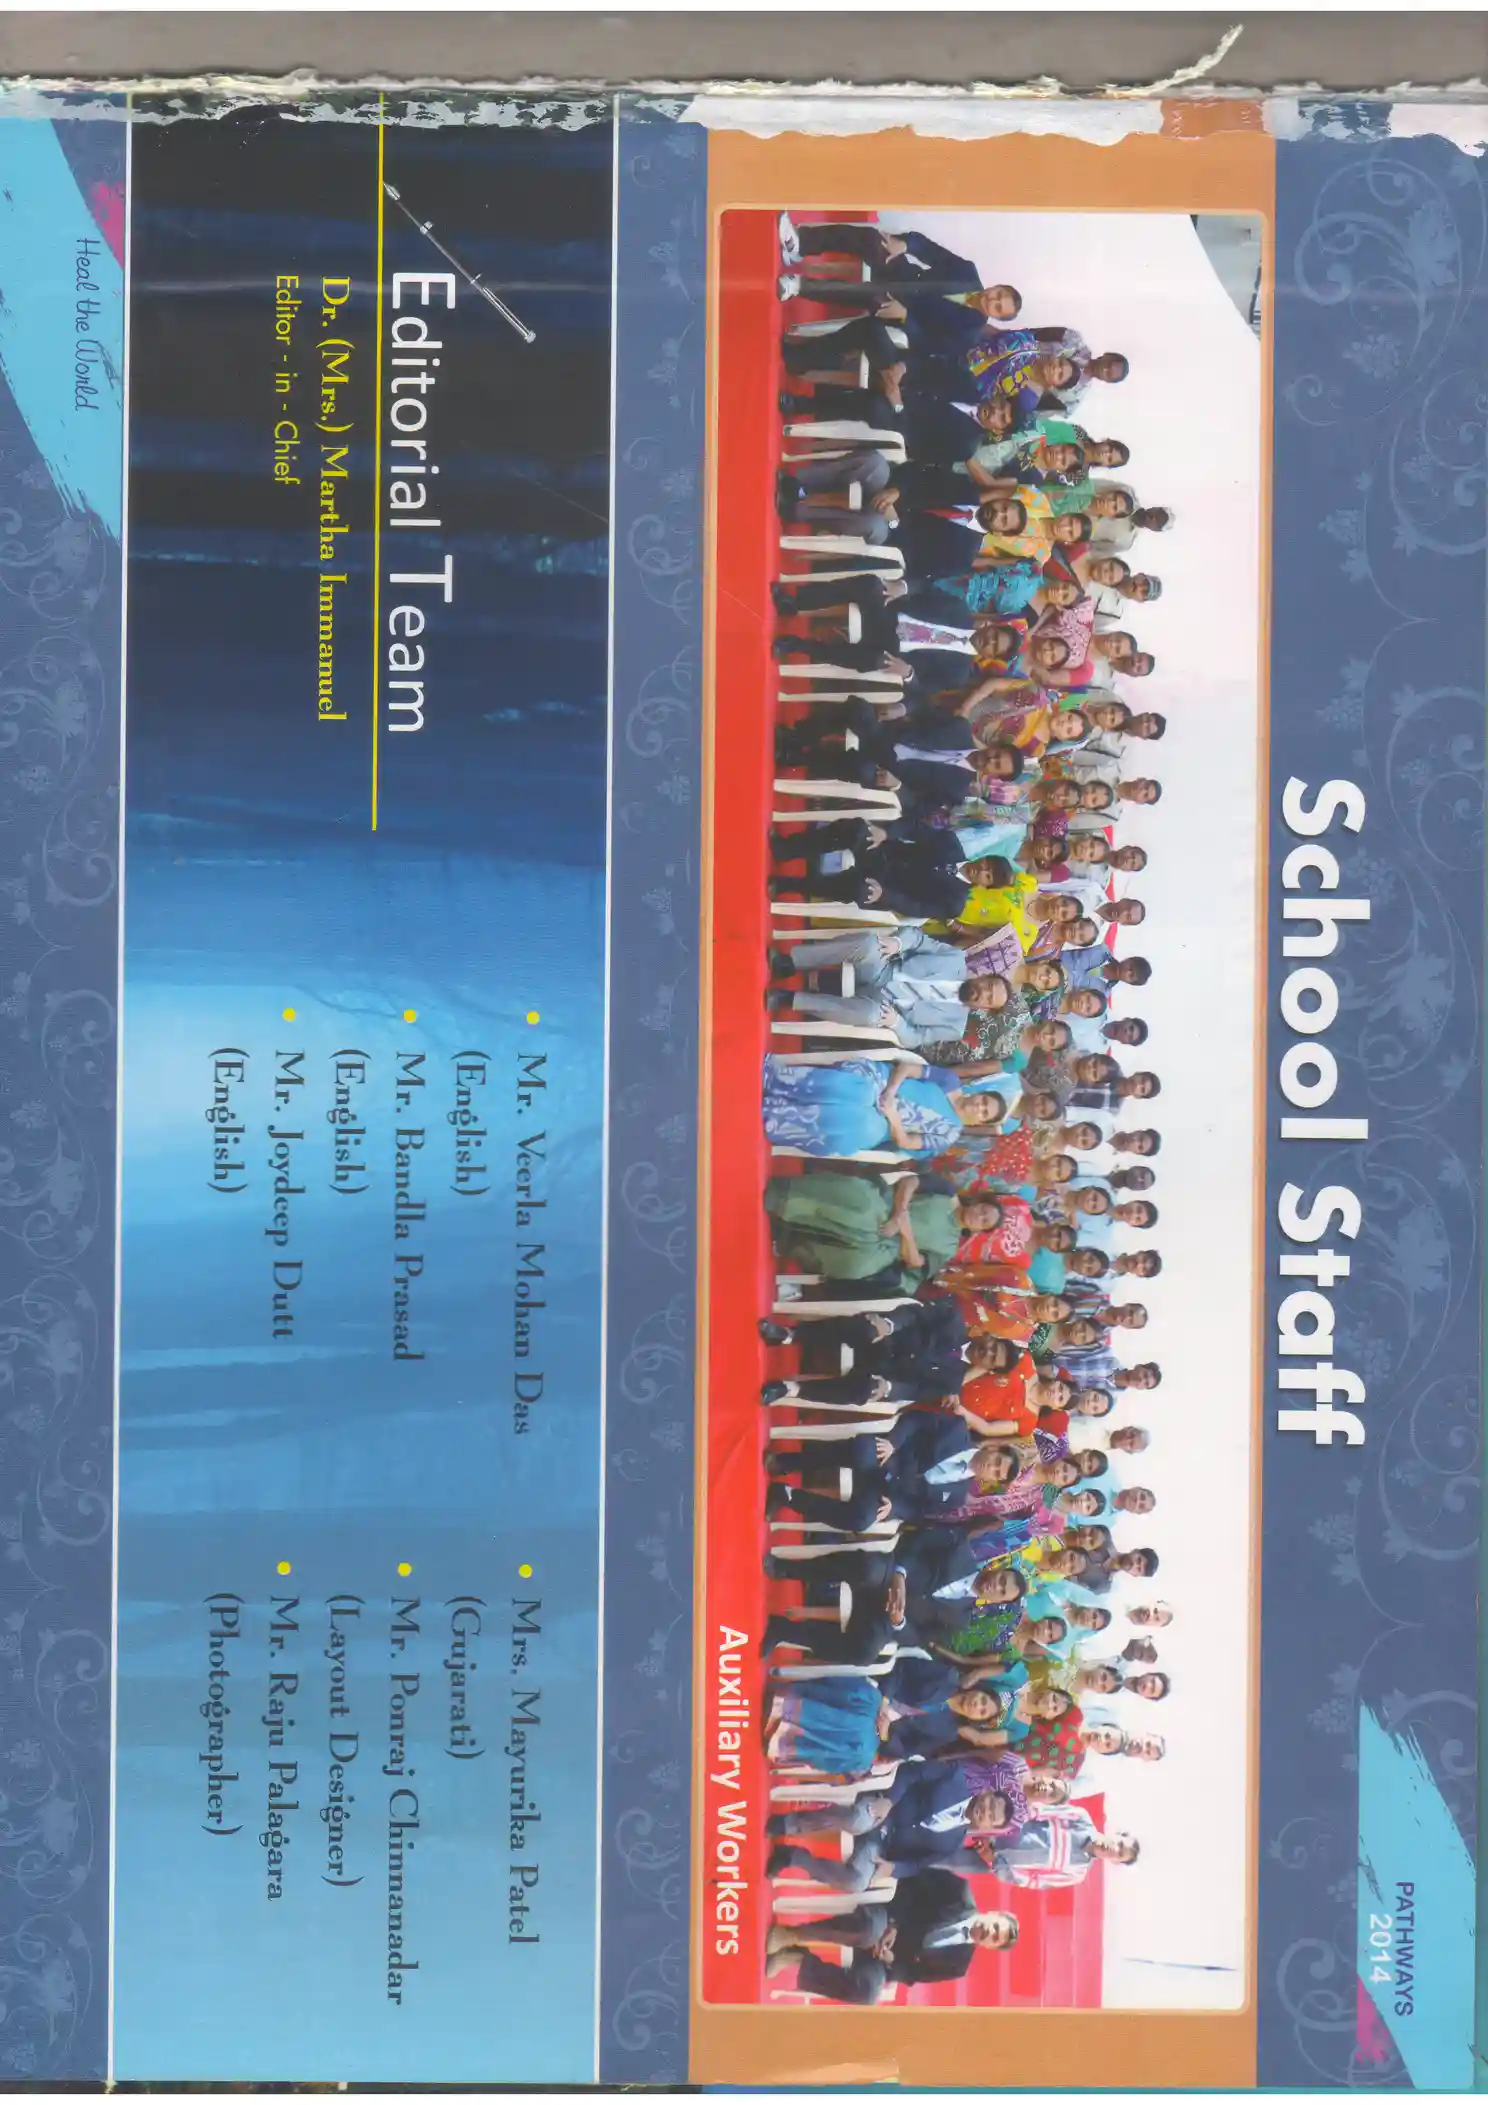 PATHWAYS
2014
School Staff
Auxiliary Workers
Editorial Team
Dr. (Mrs.) Martha Immanuel
Editor - in - Chief
• Mr. Veerla Mohan Das
(English)
• Mr. Bandla Prasad
(English)
• Mr. Joydeep Dutt
(English)
• Mrs. Mayurika Patel
(Gujarati)
• Mr. Ponraj Chinnanadar
(Layout Designer)
• Mr. Raju Palagara
(Photographer)
Heal the World